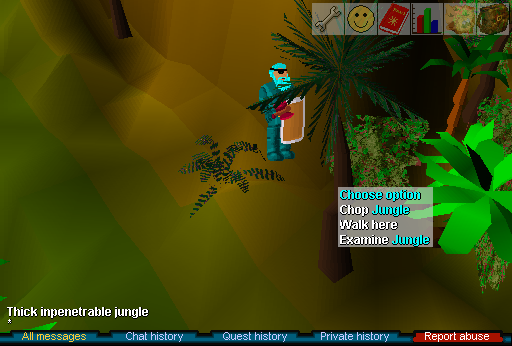 Choose option
Chop Jungle
Walk here
Examine Jungle
Thick inpenetrable jungle
*
All messages
Chat history
Quest history
Private history
Report abuse